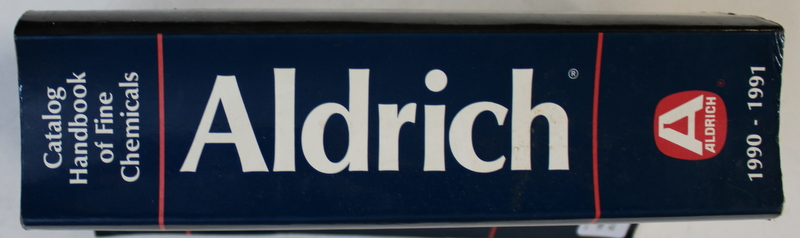 Catalog
Handbook
of Fine
Chemicals
Aldrich®
A
ALDRICH®
1990 - 1991